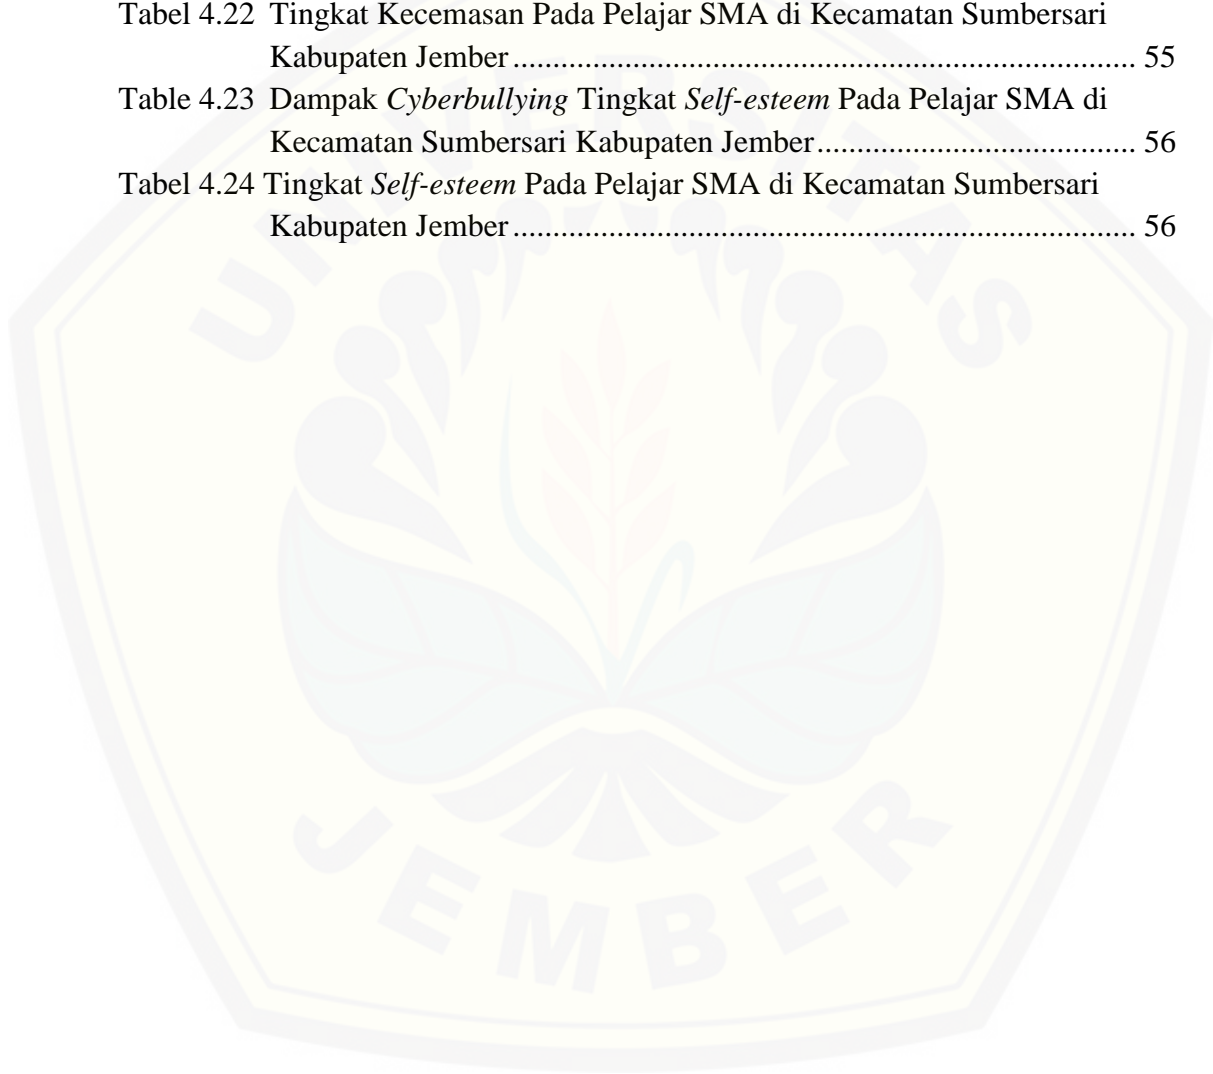 Tabel 4.22 Tingkat Kecemasan Pada Pelajar SMA di Kecamatan Sumbersari
Kabupaten Jember.............................................................................. 55
Table 4.23 Dampak Cyberbullying Tingkat Self-esteem Pada Pelajar SMA di
Kecamatan Sumbersari Kabupaten Jember........................................ 56
Tabel 4.24 Tingkat Self-esteem Pada Pelajar SMA di Kecamatan Sumbersari
Kabupaten Jember.............................................................................. 56
UNIVERSITAS
JEMBER